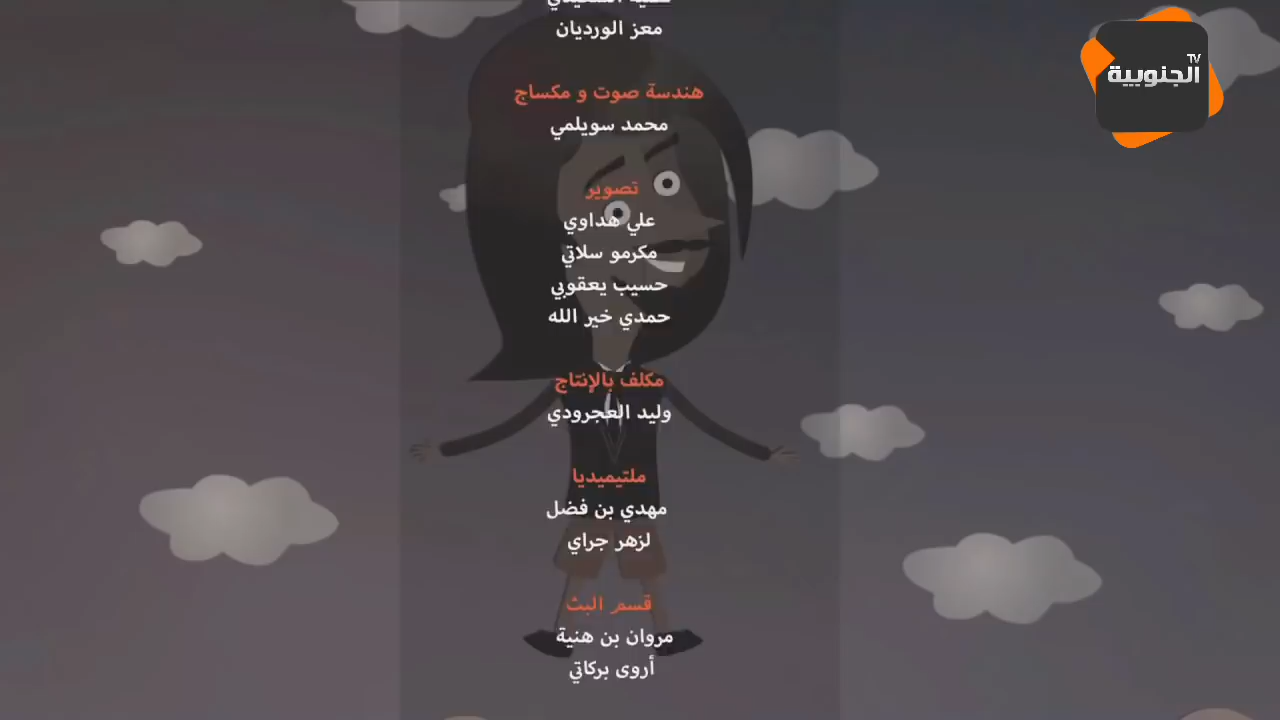 معز الورديان
TV
الجنوبية
هندسة صوت و مكساج
محمد سويلمي
تصوير
علي هداوي
مكرمو سلاتي
حسيب يعقوبي
حمدي خير الله
مكلف بالإنتاج
وليد العجرودي
ملتيميديا
مهدي بن فضل
لزهر جراي
قسم البث
مروان بن هنية
أروى بركاتي